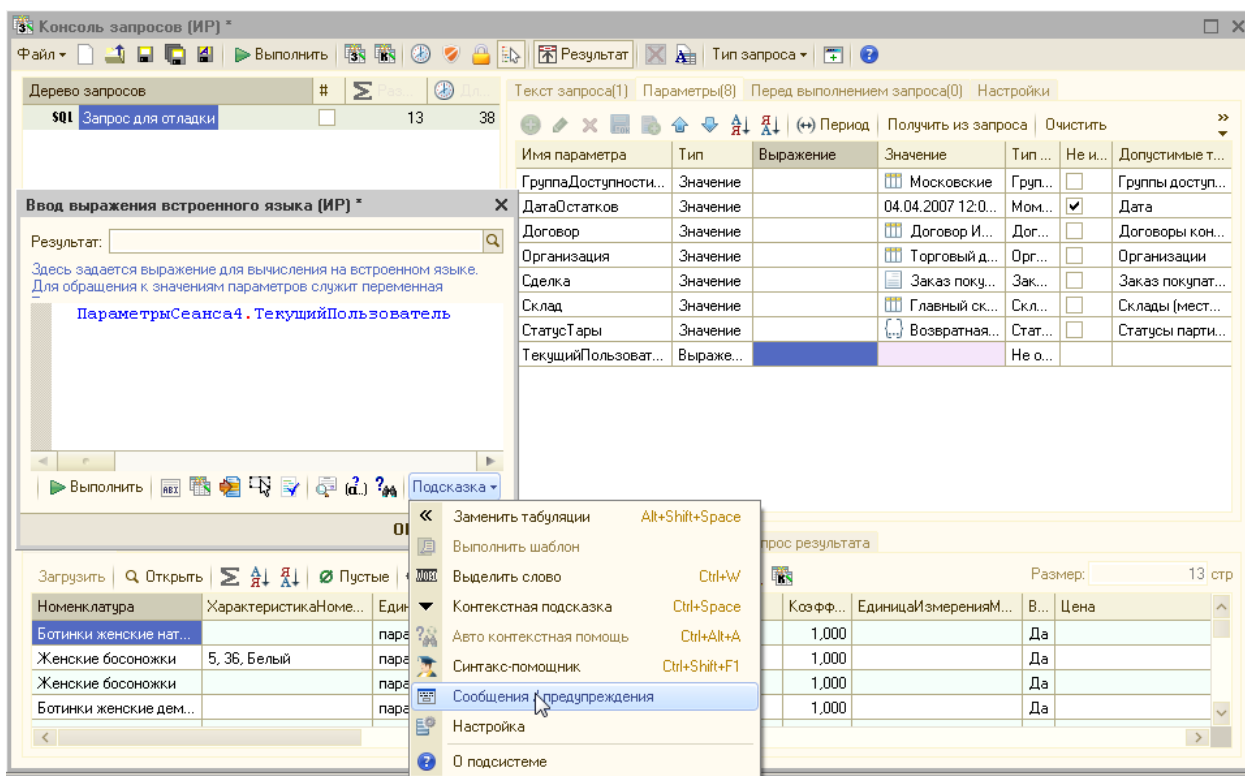 Консоль запросов (ИР) *
Файл Выполнить Результат Тип запроса
Дерево запросов #
SQL Запрос для отладки 13 38
Текст запроса(1) Параметры(8) Перед выполнением запроса(0) Настройки
Период Получить из запроса Очистить
Имя параметра Тип Выражение Значение Тип ... Не и... Допустимые т...
ГруппаДоступности... Значение Московские Груп... Группы доступ...
ДатаОстатков Значение 04.04.2007 12:0... Мом... Дата
Договор Значение Договор И... Дог... Договоры кон...
Организация Значение Торговый д... Орг... Организации
Сделка Значение Заказ поку... Зак... Заказ покупат...
Склад Значение Главный ск... Скл... Склады (мест...
СтатусТары Значение Возвратная... Стат... Статусы парти...
ТекущийПользоват... Выраже... Не о...
Ввод выражения встроенного языка (ИР) *
Результат:
Здесь задается выражение для вычисления на встроенном языке.
Для обращения к значениям параметров служит переменная
ПараметрыСеанса4.ТекущийПользователь
Выполнить Подсказка
Заменить табуляции Alt+Shift+Space
Выполнить шаблон
Выделить слово Ctrl+W
Контекстная подсказка Ctrl+Space
Авто контекстная помощь Ctrl+Alt+A
Синтакс-помощник Ctrl+Shift+F1
Сообщения предупреждения
Настройка
О подсистеме
результата
Загрузить Открыть Пустые Размер: 13 стр
Номенклатура ХарактеристикаНоме... Коэфф... ЕдиницаИзмеренияМ... В... Цена
Ботинки женские нат... 1,000 Да
Женские босоножки 5, 36, Белый 1,000 Да
Женские босоножки 1,000 Да
Ботинки женские дем... 1,000 Да